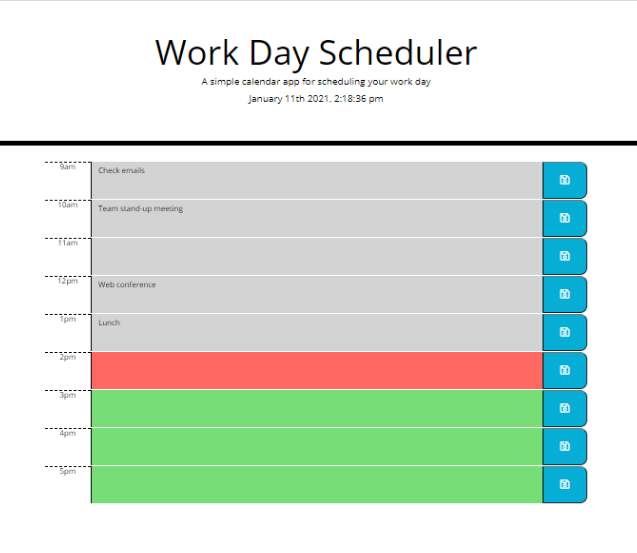 Work Day Scheduler
A simple calendar app for scheduling your work day
January 11th 2021, 2:18:36 pm
9am Check emails
10am Team stand-up meeting
11am
12pm Web conference
1pm Lunch
2pm
3pm
4pm
5pm